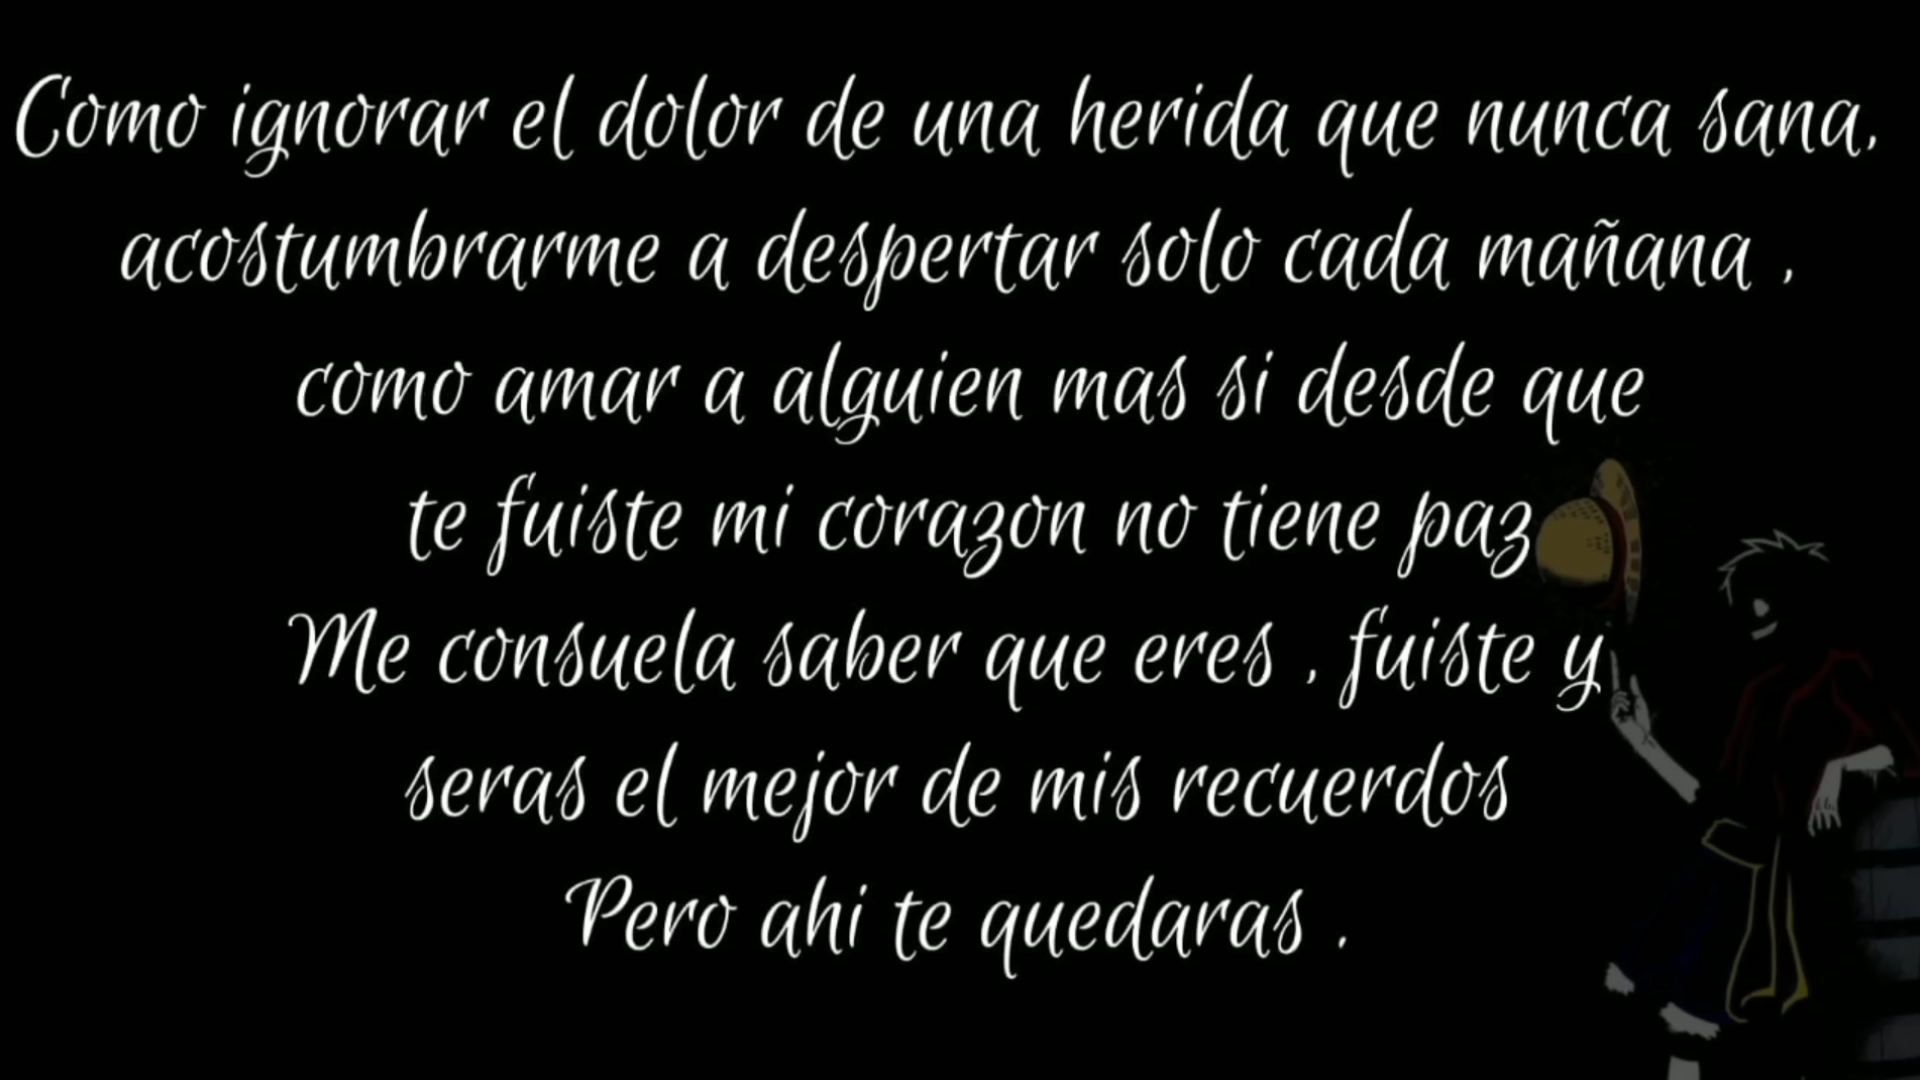 Como ignorar el dolor de una herida que nunca sana,
acostumbrarme a despertar solo cada mañana ,
como amar a alguien mas si desde que
te fuiste mi corazon no tiene paz
Me consuela saber que eres , fuiste y
seras el mejor de mis recuerdos
Pero ahi te quedaras .